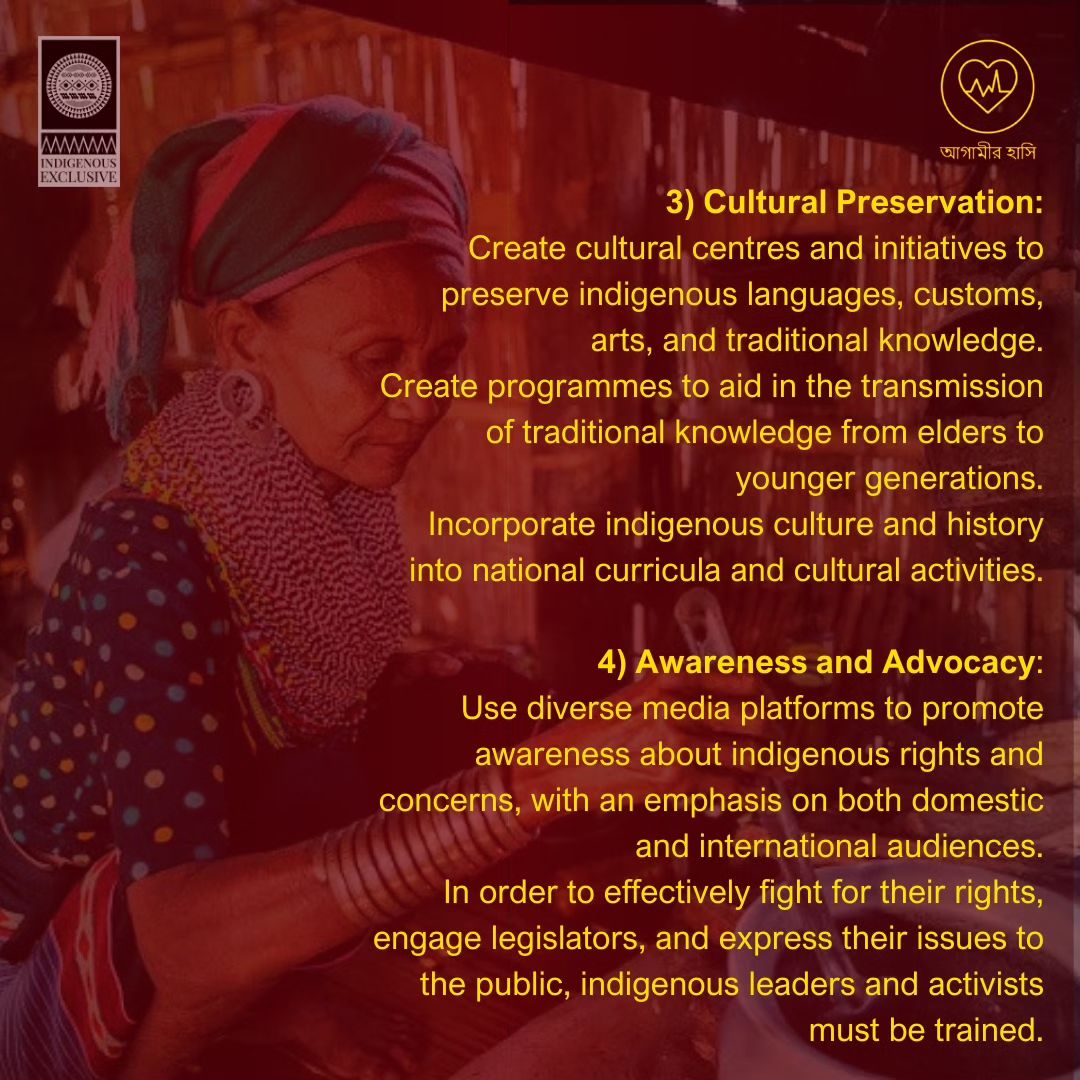 INDIGENOUS
EXCLUSIVE
আগামীর হাসি
3) Cultural Preservation:
Create cultural centres and initiatives to
preserve indigenous languages, customs,
arts, and traditional knowledge.
Create programmes to aid in the transmission
of traditional knowledge from elders to
younger generations.
Incorporate indigenous culture and history
into national curricula and cultural activities.
4) Awareness and Advocacy:
Use diverse media platforms to promote
awareness about indigenous rights and
concerns, with an emphasis on both domestic
and international audiences.
In order to effectively fight for their rights,
engage legislators, and express their issues to
the public, indigenous leaders and activists
must be trained.